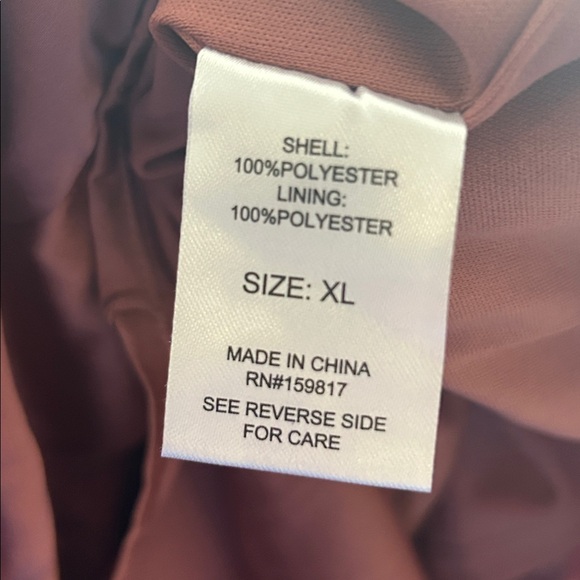 SHELL:
100%POLYESTER
LINING:
100%POLYESTER
SIZE: XL
MADE IN CHINA
RN#159817
SEE REVERSE SIDE
FOR CARE